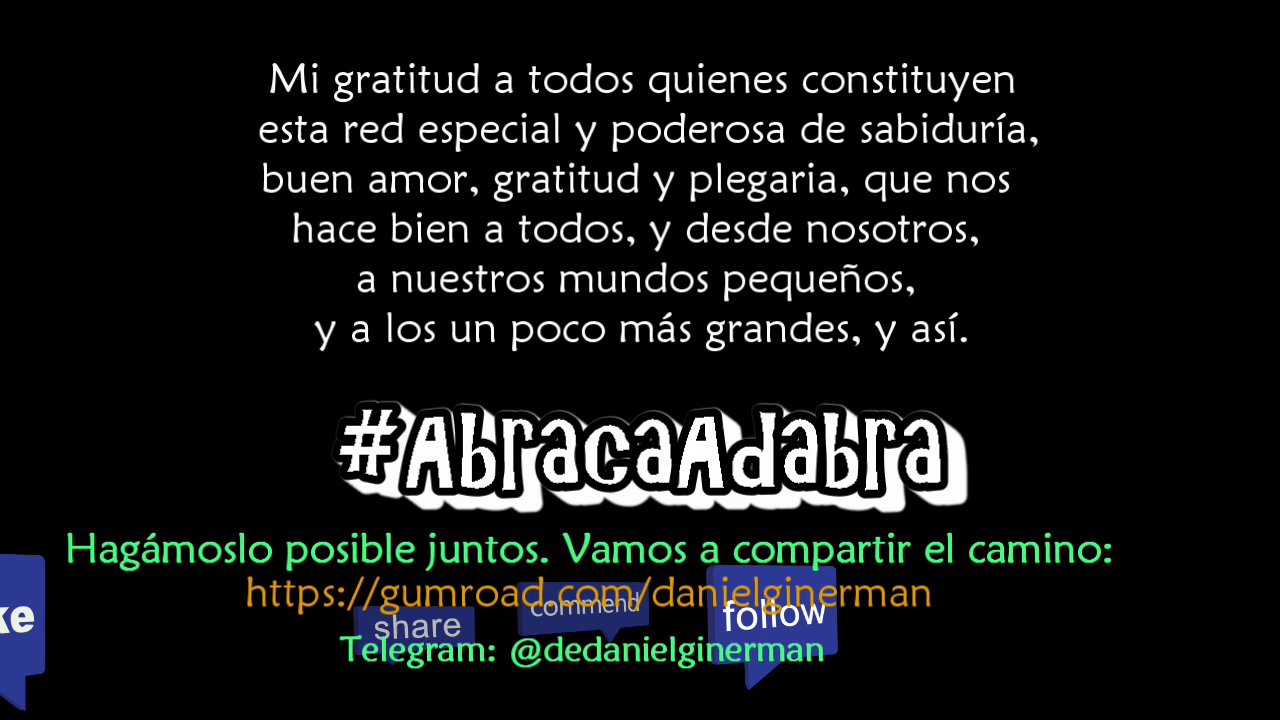 Mi gratitud a todos quienes constituyen
esta red especial y poderosa de sabiduría,
buen amor, gratitud y plegaria, que nos
hace bien a todos, y desde nosotros,
a nuestros mundos pequeños,
y a los un poco más grandes, y así.
#AbracaAdabra
Hagámoslo posible juntos. Vamos a compartir el camino:
https://gumroad.com/danielginerman
ke
share
commend
follow
Telegram: @dedanielginerman